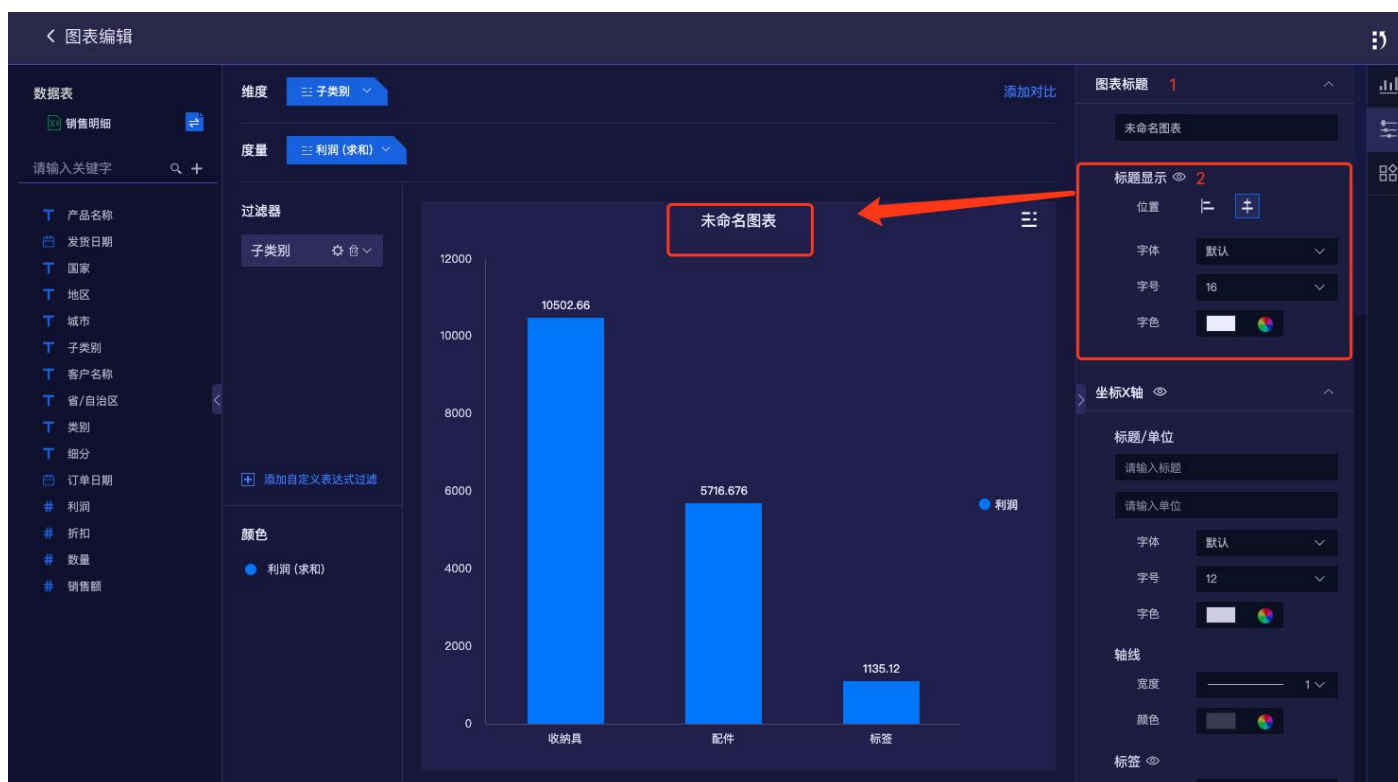 图表编辑
数据表
销售明细
请输入关键字
产品名称
发货日期
国家
地区
城市
子类别
客户名称
省/自治区
类别
细分
订单日期
利润
折扣
数量
销售额
维度
子类别
添加对比
度量
利润 (求和)
过滤器
子类别
添加自定义表达式过滤
颜色
利润 (求和)
未命名图表
12000
10000
8000
6000
4000
2000
0
10502.66
5716.676
1135.12
收纳具
配件
标签
利润
图表标题 1
未命名图表
标题显示 2
位置
字体 默认
字号 16
字色
坐标X轴
标题/单位
请输入标题
请输入单位
字体 默认
字号 12
字色
轴线
宽度 1
颜色
标签